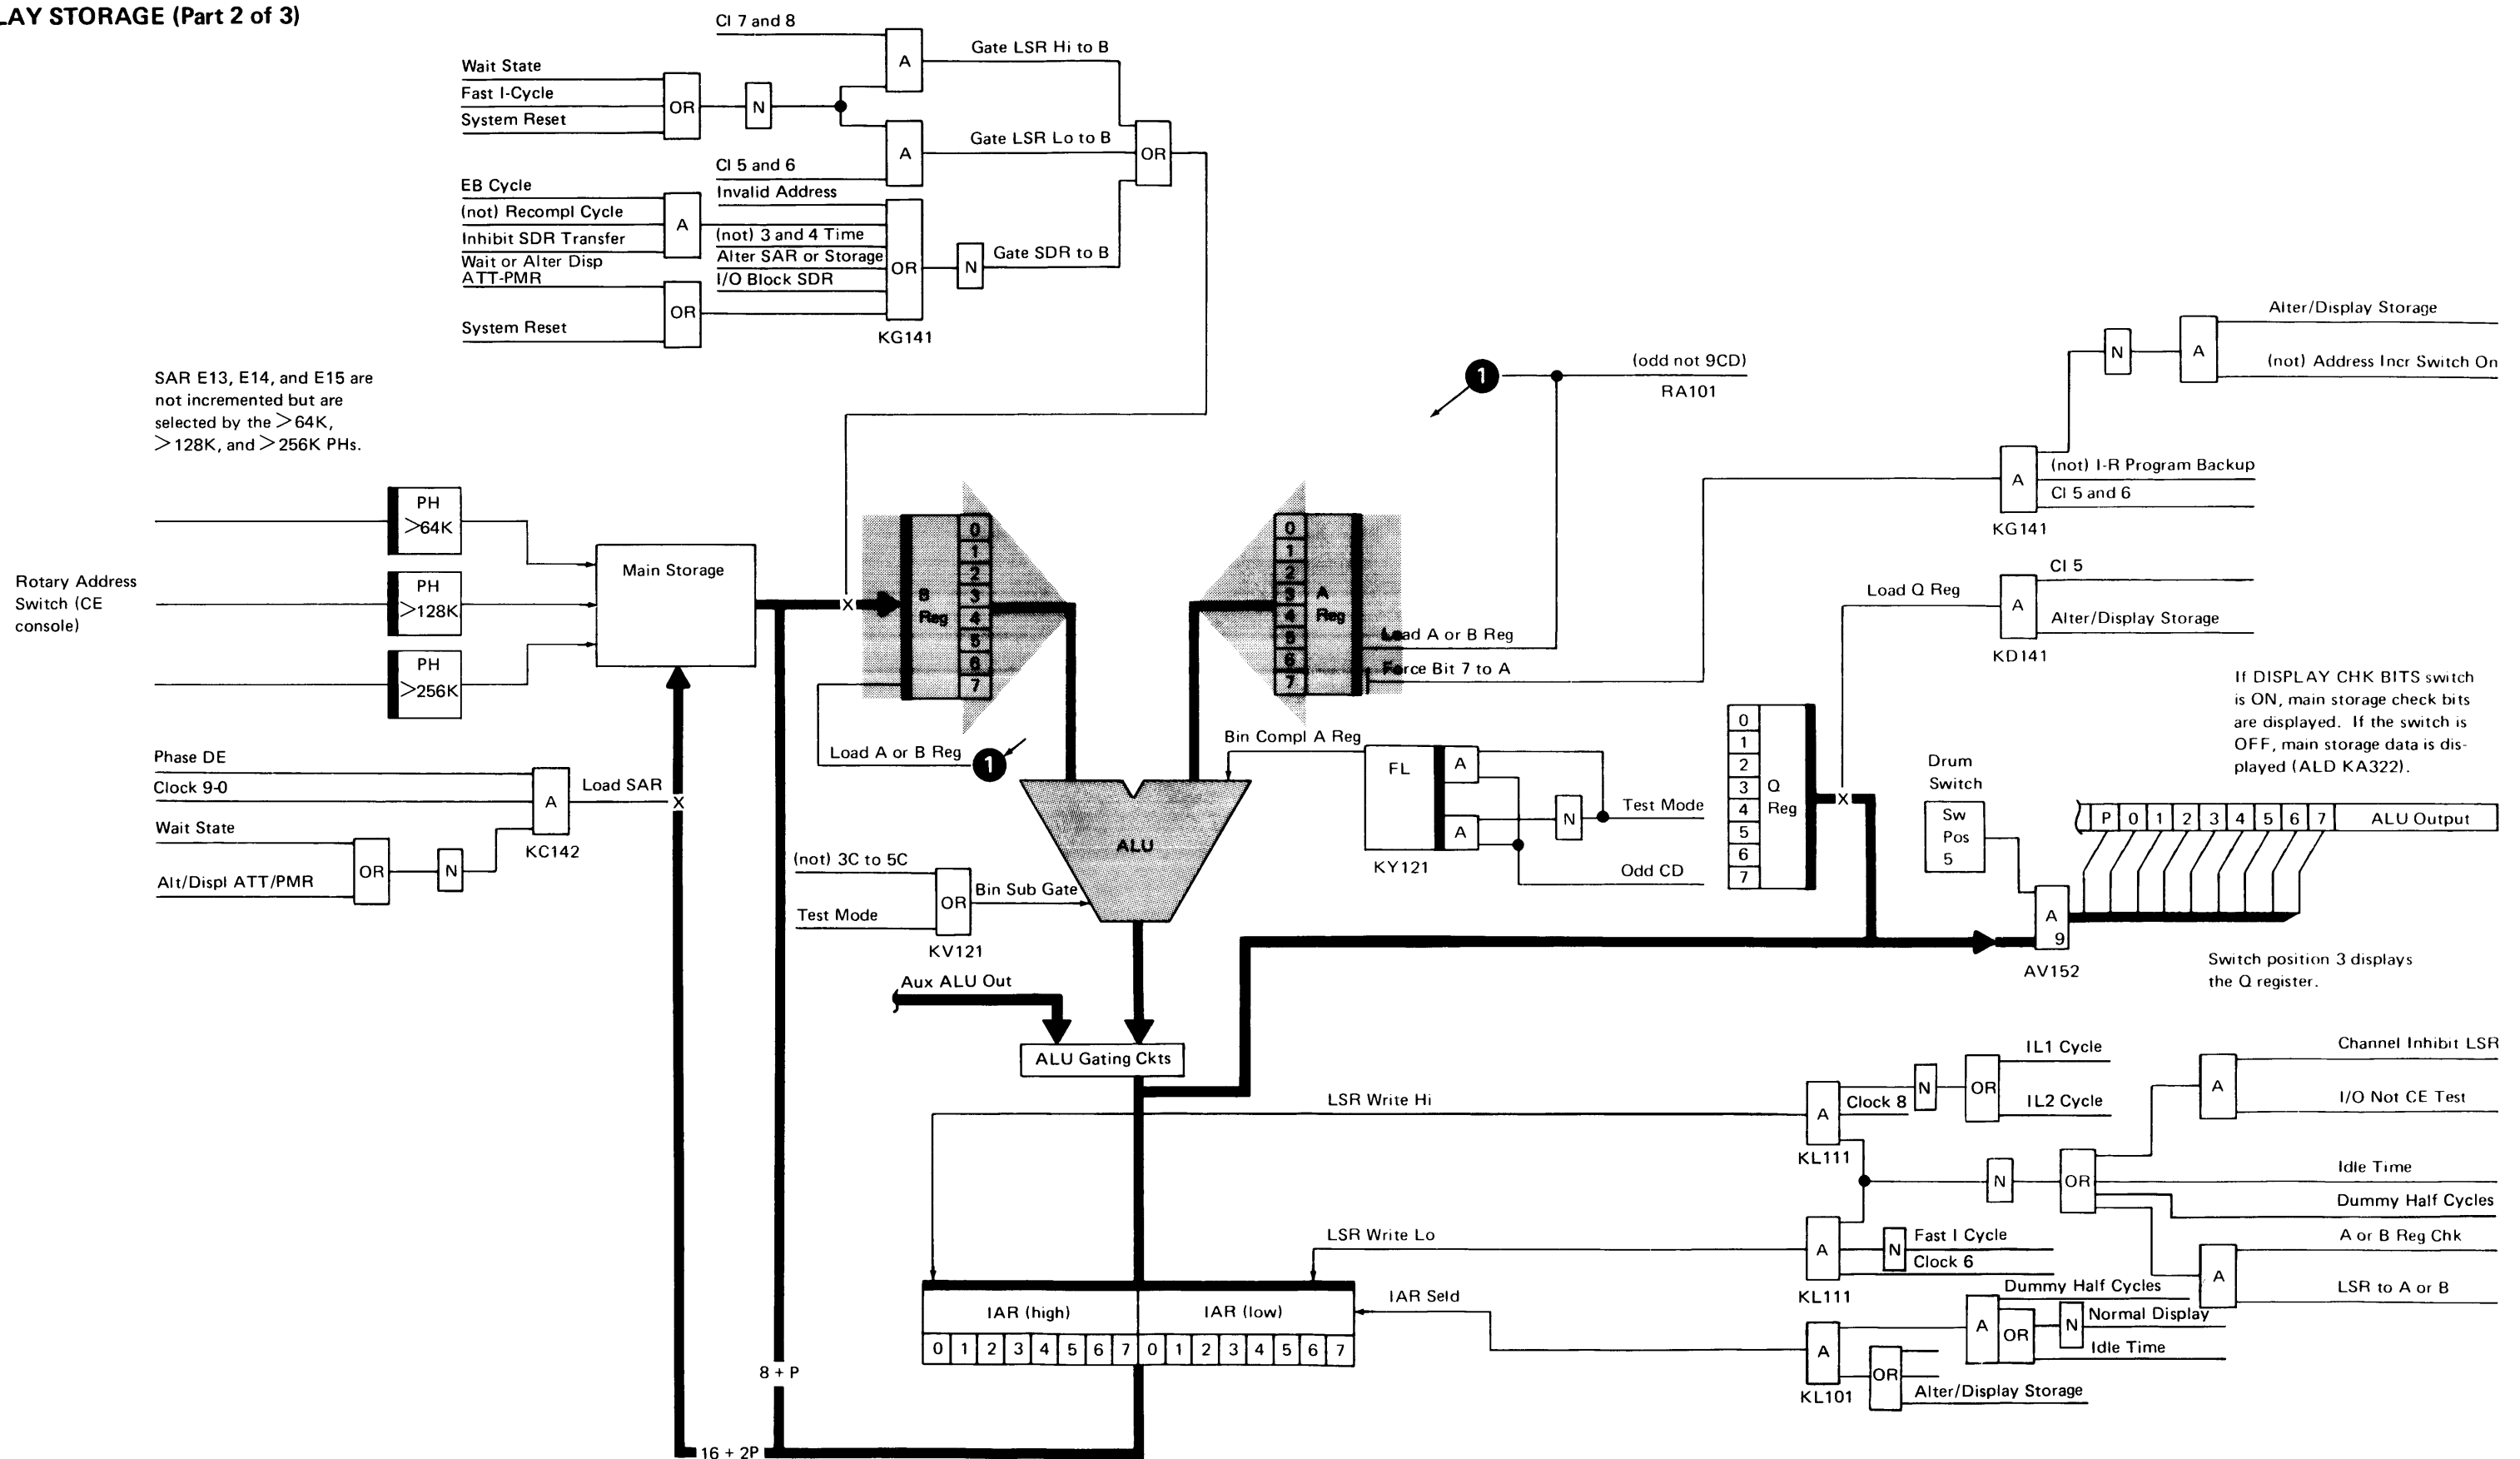 LAY STORAGE (Part 2 of 3)
CI 7 and 8
Gate LSR Hi to B
A
Wait State
Fast I-Cycle
System Reset
OR
N
Gate LSR Lo to B
A
OR
CI 5 and 6
EB Cycle
(not) Recompl Cycle
Inhibit SDR Transfer
A
Invalid Address
(not) 3 and 4 Time
Alter SAR or Storage
I/O Block SDR
OR
N
Gate SDR to B
Wait or Alter Disp
ATT-PMR
System Reset
OR
KG141
SAR E13, E14, and E15 are
not incremented but are
selected by the >64K,
>128K, and >256K PHs.
1
(odd not 9CD)
RA101
Alter/Display Storage
N
A
(not) Address Incr Switch On
A
(not) I-R Program Backup
CI 5 and 6
KG141
PH
>64K
Rotary Address
Switch (CE
console)
PH
>128K
PH
>256K
Main Storage
X
B
Reg
0
1
2
3
4
5
6
7
0
1
2
3
4
5
6
7
A
Reg
Load A or B Reg
Force Bit 7 to A
CI 5
Load Q Reg
A
Alter/Display Storage
KD141
If DISPLAY CHK BITS switch
is ON, main storage check bits
are displayed. If the switch is
OFF, main storage data is dis-
played (ALD KA322).
Load A or B Reg
1
Phase DE
Clock 9-0
A
Load SAR
X
KC142
Wait State
Alt/Displ ATT/PMR
OR
N
ALU
Bin Compl A Reg
FL
A
A
N
Test Mode
KY121
Odd CD
0
1
2
3
4
5
6
7
Q
Reg
X
Drum
Switch
Sw
Pos
5
P 0 1 2 3 4 5 6 7 ALU Output
(not) 3C to 5C
Test Mode
OR
Bin Sub Gate
KV121
A
9
AV152
Switch position 3 displays
the Q register.
Aux ALU Out
ALU Gating Ckts
LSR Write Hi
A
Clock 8
N
OR
IL1 Cycle
IL2 Cycle
KL111
A
Channel Inhibit LSR
I/O Not CE Test
N
OR
Idle Time
Dummy Half Cycles
LSR Write Lo
A
N
Fast I Cycle
Clock 6
KL111
A
A or B Reg Chk
LSR to A or B
IAR Seld
IAR (high)
IAR (low)
0 1 2 3 4 5 6 7 0 1 2 3 4 5 6 7
Dummy Half Cycles
A
OR
N
Normal Display
Idle Time
A
OR
Alter/Display Storage
KL101
8 + P
16 + 2P